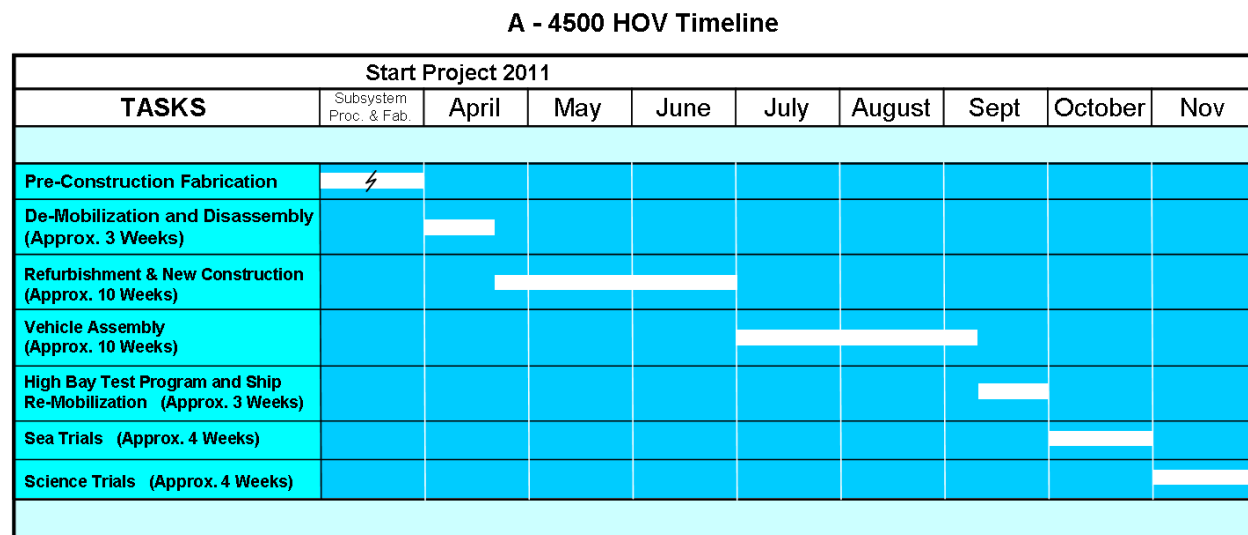 A - 4500 HOV Timeline
Start Project 2011
TASKS
Subsystem
Proc. & Fab.
April
May
June
July
August
Sept
October
Nov
Pre-Construction Fabrication
De-Mobilization and Disassembly
(Approx. 3 Weeks)
Refurbishment & New Construction
(Approx. 10 Weeks)
Vehicle Assembly
(Approx. 10 Weeks)
High Bay Test Program and Ship
Re-Mobilization (Approx. 3 Weeks)
Sea Trials (Approx. 4 Weeks)
Science Trials (Approx. 4 Weeks)